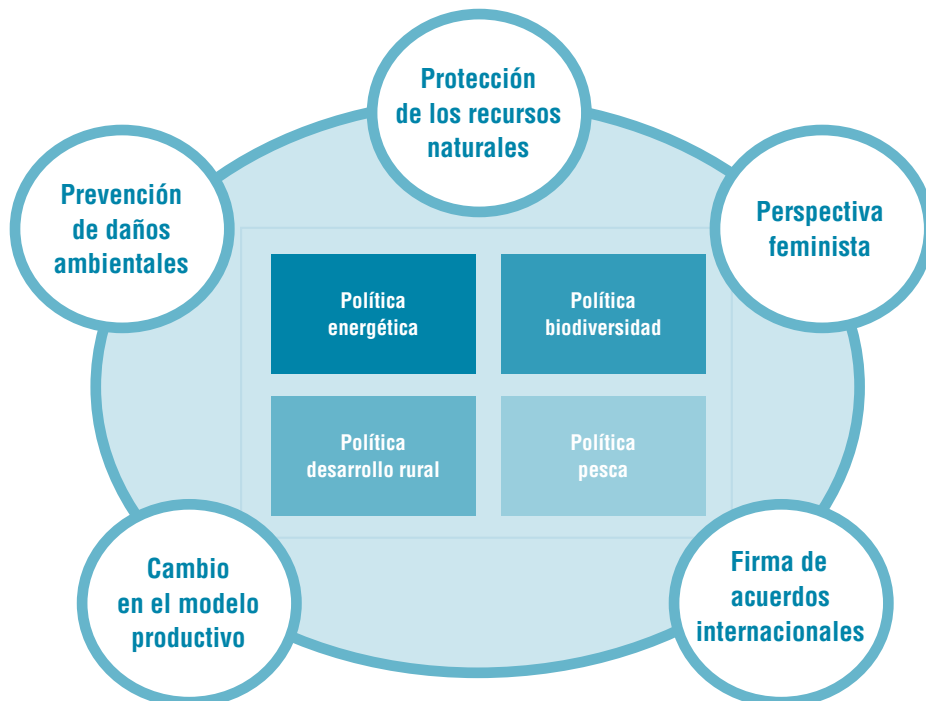 Protección
de los recursos
naturales
Prevención
de daños
ambientales
Perspectiva
feminista
Política
energética
Política
biodiversidad
Política
desarrollo rural
Política
pesca
Cambio
en el modelo
productivo
Firma de
acuerdos
internacionales